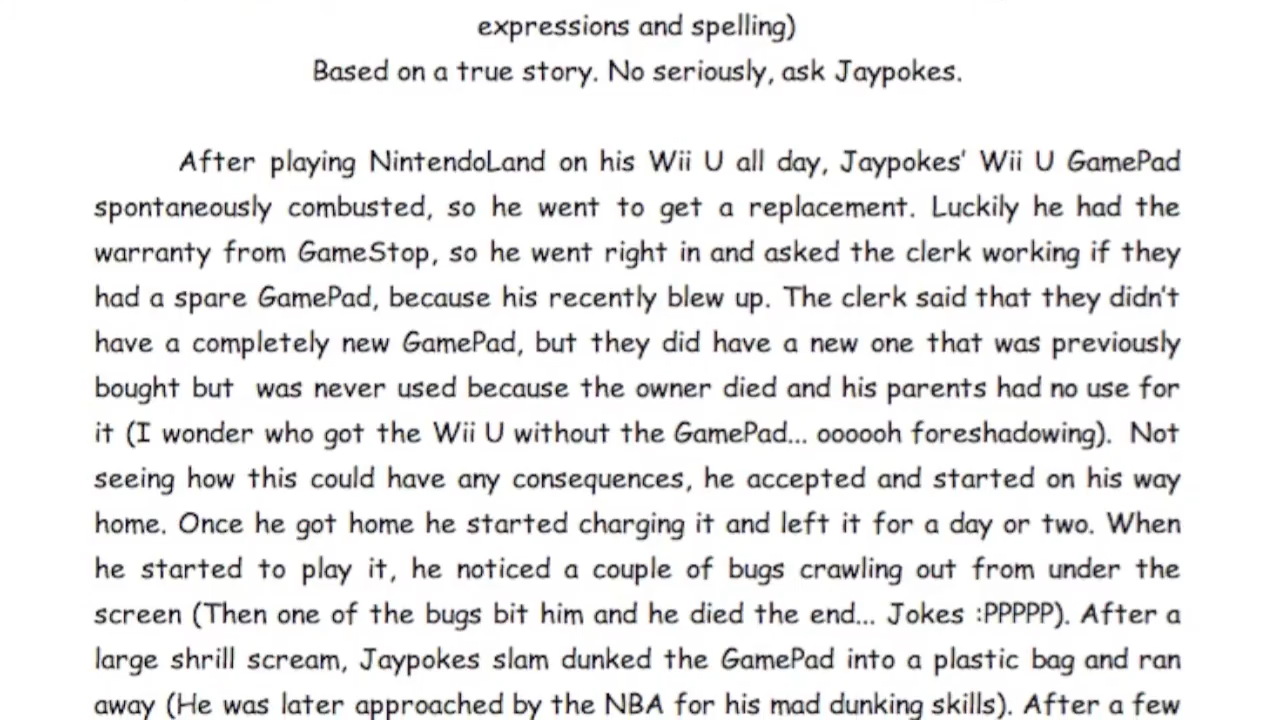 expressions and spelling)
Based on a true story. No seriously, ask Jaypokes.
After playing NintendoLand on his Wii U all day, Jaypokes' Wii U GamePad
spontaneously combusted, so he went to get a replacement. Luckily he had the
warranty from GameStop, so he went right in and asked the clerk working if they
had a spare GamePad, because his recently blew up. The clerk said that they didn't
have a completely new GamePad, but they did have a new one that was previously
bought but  was never used because the owner died and his parents had no use for
it (I wonder who got the Wii U without the GamePad... oooooh foreshadowing).  Not
seeing how this could have any consequences, he accepted and started on his way
home. Once he got home he started charging it and left it for a day or two. When
he started to play it, he noticed a couple of bugs crawling out from under the
screen (Then one of the bugs bit him and he died the end... Jokes :PPPPP). After a
large shrill scream, Jaypokes slam dunked the GamePad into a plastic bag and ran
away (He was later approached by the NBA for his mad dunking skills). After a few